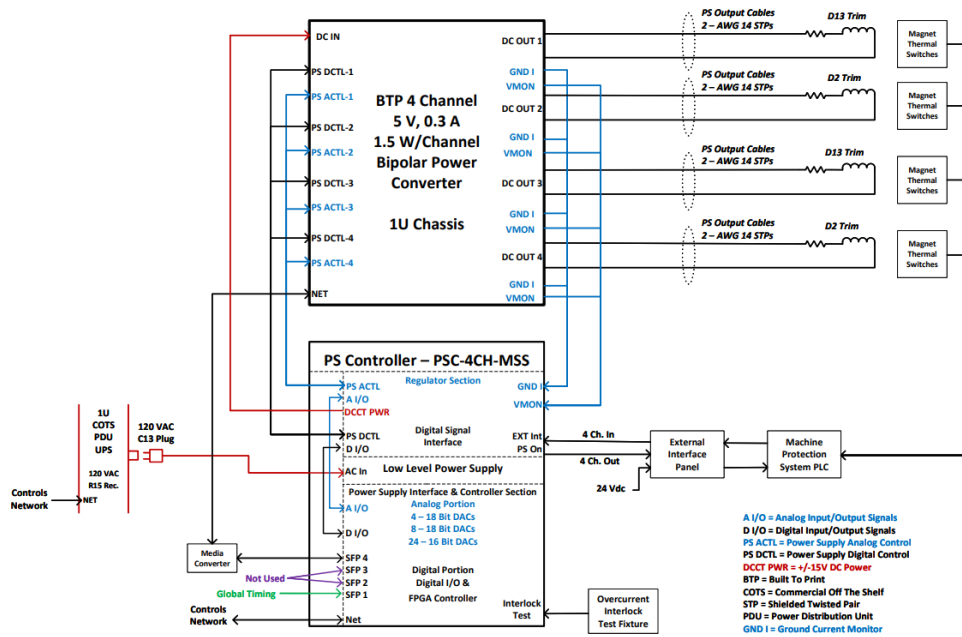 DC IN
PS DCTL-1
PS ACTL-1
PS DCTL-2
PS ACTL-2
PS DCTL-3
PS ACTL-3
PS DCTL-4
PS ACTL-4
NET
BTP 4 Channel
5 V, 0.3 A
1.5 W/Channel
Bipolar Power
Converter
1U Chassis
DC OUT 1
GND I
VMON
DC OUT 2
GND I
VMON
DC OUT 3
GND I
VMON
DC OUT 4
GND I
VMON
PS Output Cables
2 – AWG 14 STPs
D13 Trim
Magnet
Thermal
Switches
PS Output Cables
2 – AWG 14 STPs
D2 Trim
Magnet
Thermal
Switches
PS Output Cables
2 – AWG 14 STPs
D13 Trim
Magnet
Thermal
Switches
PS Output Cables
2 – AWG 14 STPs
D2 Trim
Magnet
Thermal
Switches
PS Controller – PSC-4CH-MSS
Regulator Section
PS ACTL
A I/O
DCCT PWR
GND I
VMON
PS DCTL
D I/O
Digital Signal
Interface
EXT Int
PS On
AC In
Low Level Power Supply
Power Supply Interface & Controller Section
Analog Portion
4 – 18 Bit DACs
8 – 18 Bit DACs
24 – 16 Bit DACs
A I/O
D I/O
SFP 4
SFP 3
SFP 2
SFP 1
Net
Digital Portion
Digital I/O &
FPGA Controller
Interlock
Test
1U
COTS
PDU
UPS
120 VAC
R15 Rec.
NET
120 VAC
C13 Plug
Controls
Network
Media
Converter
Not Used
Global Timing
Controls
Network
4 Ch. In
4 Ch. Out
24 Vdc
External
Interface
Panel
Machine
Protection
System PLC
Overcurrent
Interlock
Test Fixture
A I/O = Analog Input/Output Signals
D I/O = Digital Input/Output Signals
PS ACTL = Power Supply Analog Control
PS DCTL = Power Supply Digital Control
DCCT PWR = +/-15V DC Power
BTP = Built To Print
COTS = Commercial Off The Shelf
STP = Shielded Twisted Pair
PDU = Power Distribution Unit
GND I = Ground Current Monitor